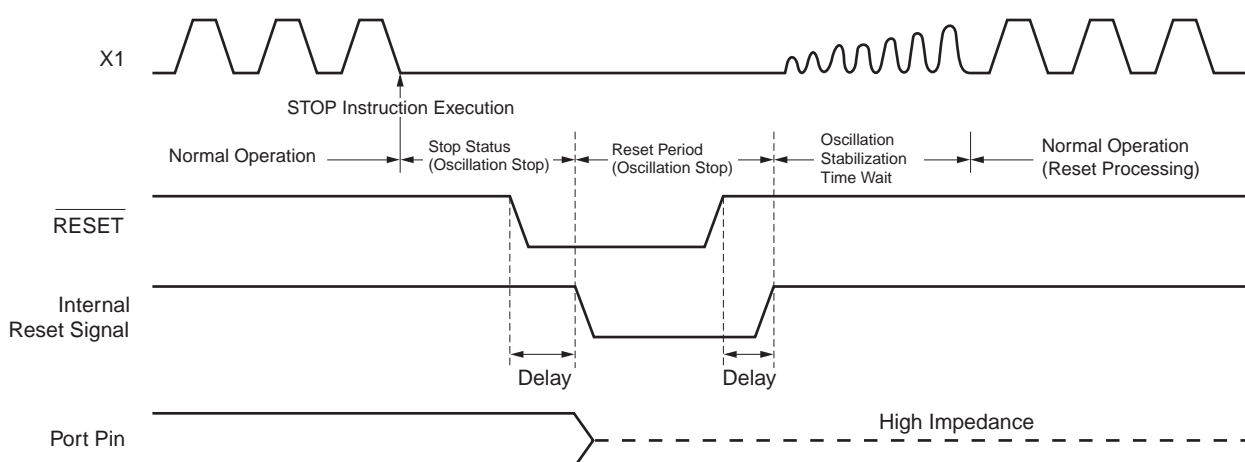 X1
STOP Instruction Execution
Normal Operation
Stop Status
(Oscillation Stop)
Reset Period
(Oscillation Stop)
Oscillation
Stabilization
Time Wait
Normal Operation
(Reset Processing)
RESET
Internal
Reset Signal
Delay
Delay
Port Pin
High Impedance